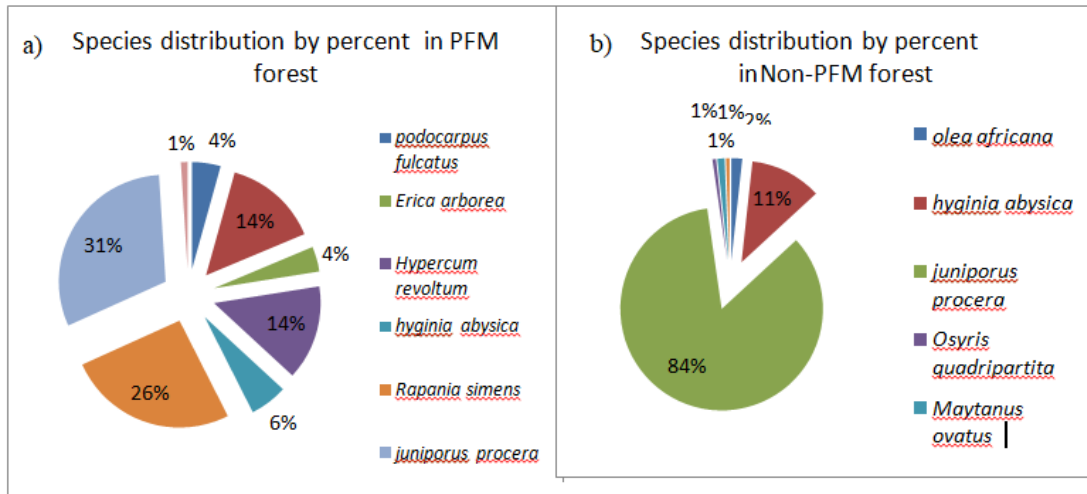 a) Species distribution by percent in PFM
forest
1%
4%
14%
4%
14%
6%
26%
31%
podocarpus
fulcatus
Erica arborea
Hypercum
revoltum
hyginia abysica
Rapania simens
juniporus procera
b) Species distribution by percent
inNon-PFM forest
1%
1%
2%
1%
11%
84%
olea africana
hyginia abysica
juniporus
procera
Osyris
quadripartita
Maytanus
ovatus